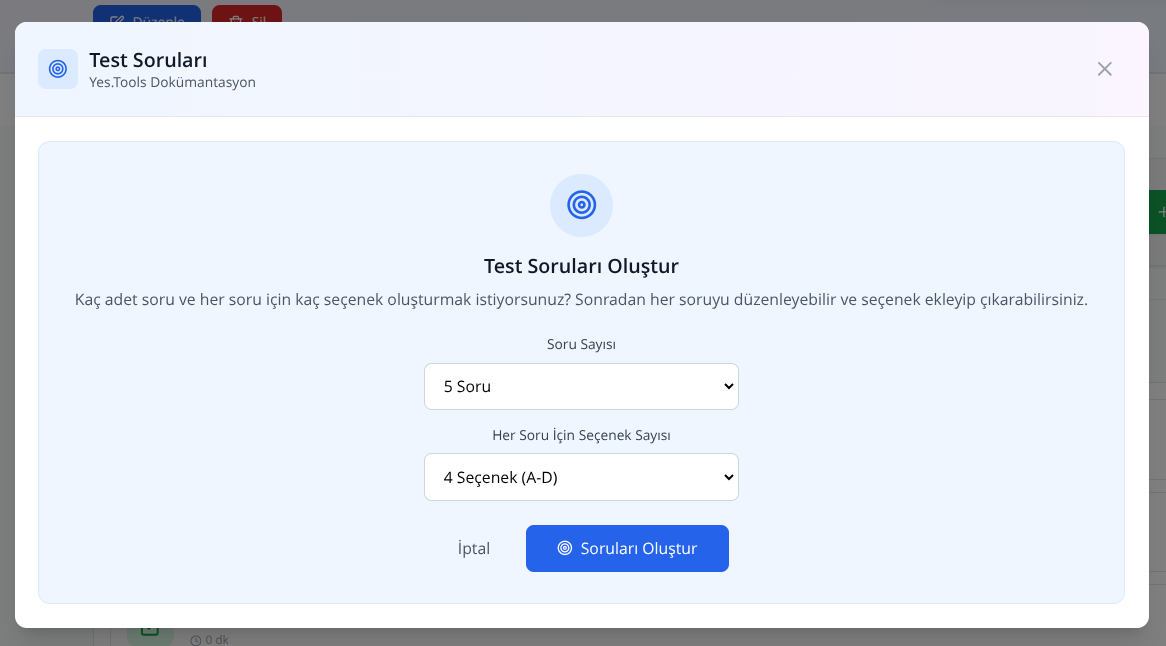 Düzenle
Sil
Test Soruları
Yes.Tools Dokümantasyon
Test Soruları Oluştur
Kaç adet soru ve her soru için kaç seçenek oluşturmak istiyorsunuz? Sonradan her soruyu düzenleyebilir ve seçenek ekleyip çıkarabilirsiniz.
Soru Sayısı
5 Soru
Her Soru İçin Seçenek Sayısı
4 Seçenek (A-D)
İptal
Soruları Oluştur
0 dk